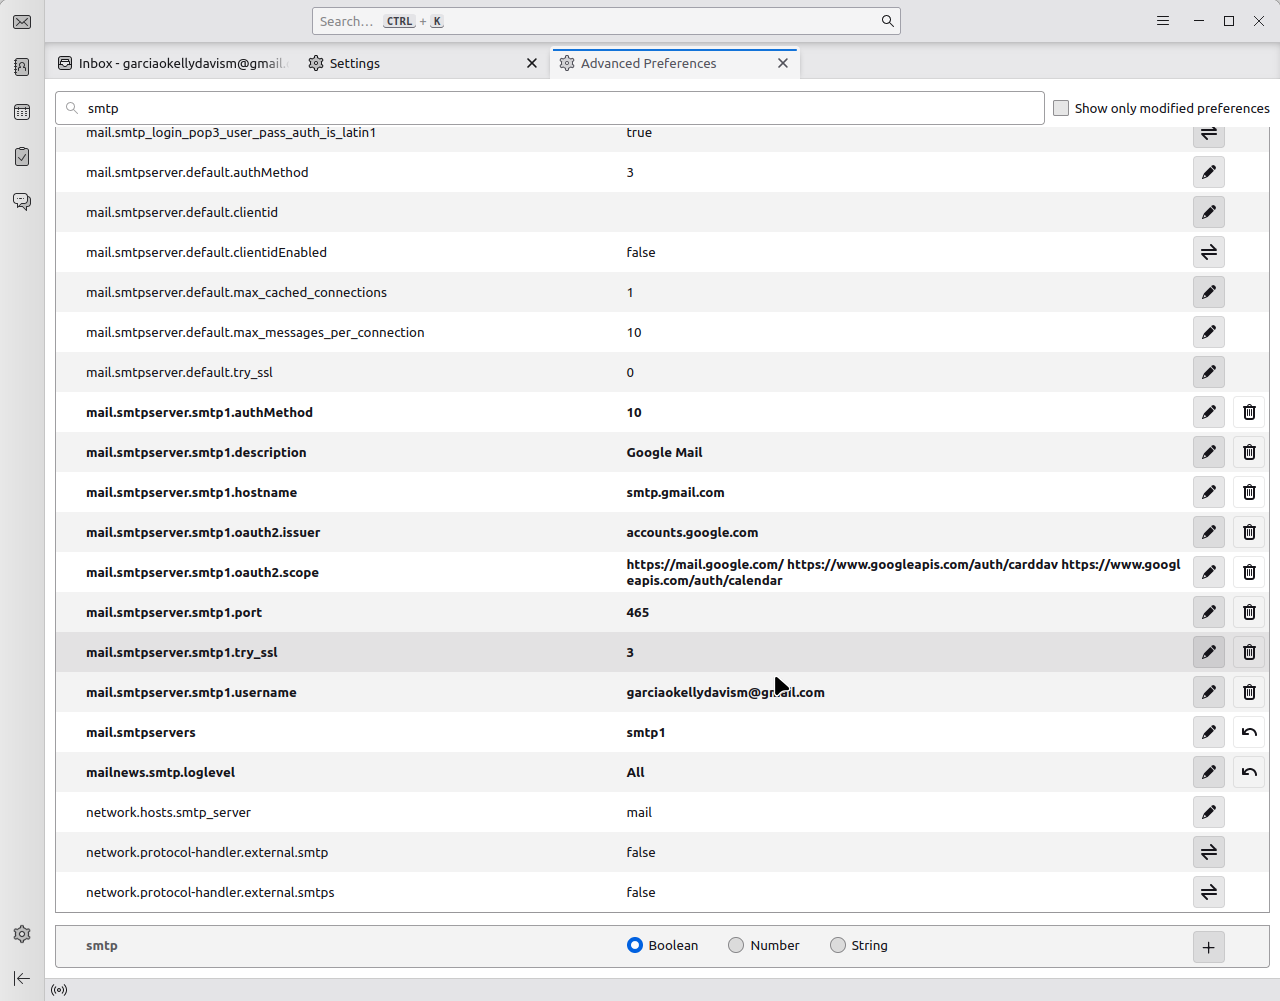 Search… CTRL + K
Inbox - garciaokellydavism@gmail.
Settings
Advanced Preferences
smtp
Show only modified preferences
mail.smtp_login_pop3_user_pass_auth_is_latin1 true
mail.smtpserver.default.authMethod 3
mail.smtpserver.default.clientid
mail.smtpserver.default.clientidEnabled false
mail.smtpserver.default.max_cached_connections 1
mail.smtpserver.default.max_messages_per_connection 10
mail.smtpserver.default.try_ssl 0
mail.smtpserver.smtp1.authMethod 10
mail.smtpserver.smtp1.description Google Mail
mail.smtpserver.smtp1.hostname smtp.gmail.com
mail.smtpserver.smtp1.oauth2.issuer accounts.google.com
mail.smtpserver.smtp1.oauth2.scope https://mail.google.com/ https://www.googleapis.com/auth/carddav https://www.googl
eapis.com/auth/calendar
mail.smtpserver.smtp1.port 465
mail.smtpserver.smtp1.try_ssl 3
mail.smtpserver.smtp1.username garciaokellydavism@gmail.com
mail.smtpservers smtp1
mailnews.smtp.loglevel All
network.hosts.smtp_server mail
network.protocol-handler.external.smtp false
network.protocol-handler.external.smtps false
smtp Boolean Number String